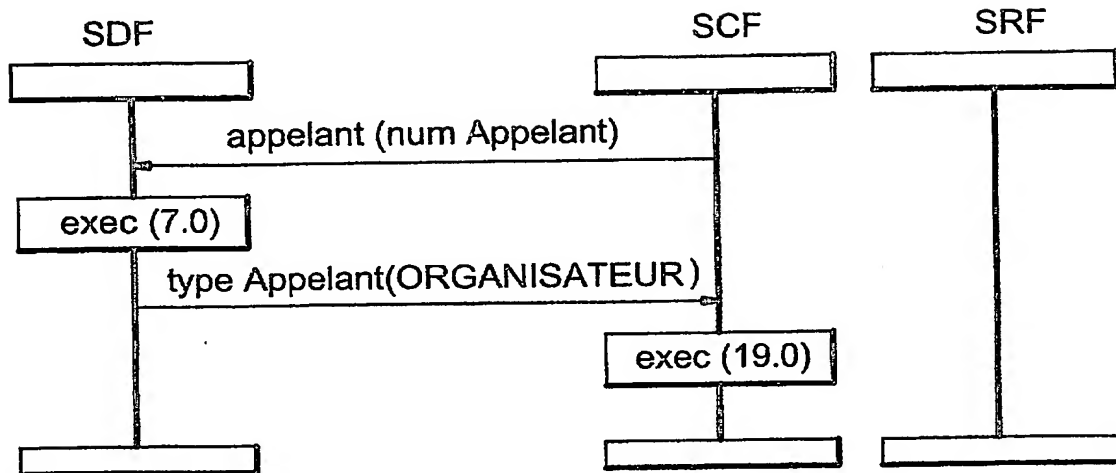 SDF
SCF
SRF
appelant (num Appelant)
exec (7.0)
type Appelant(ORGANISATEUR)
exec (19.0)